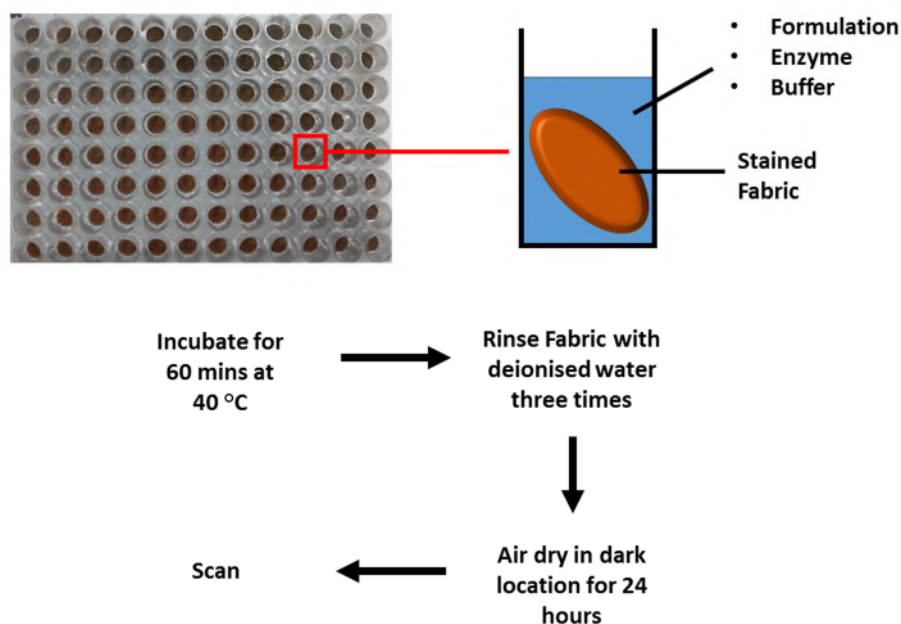 • Formulation
• Enzyme
• Buffer
Stained
Fabric
Incubate for
60 mins at
40 °C
Rinse Fabric with
deionised water
three times
Air dry in dark
location for 24
hours
Scan